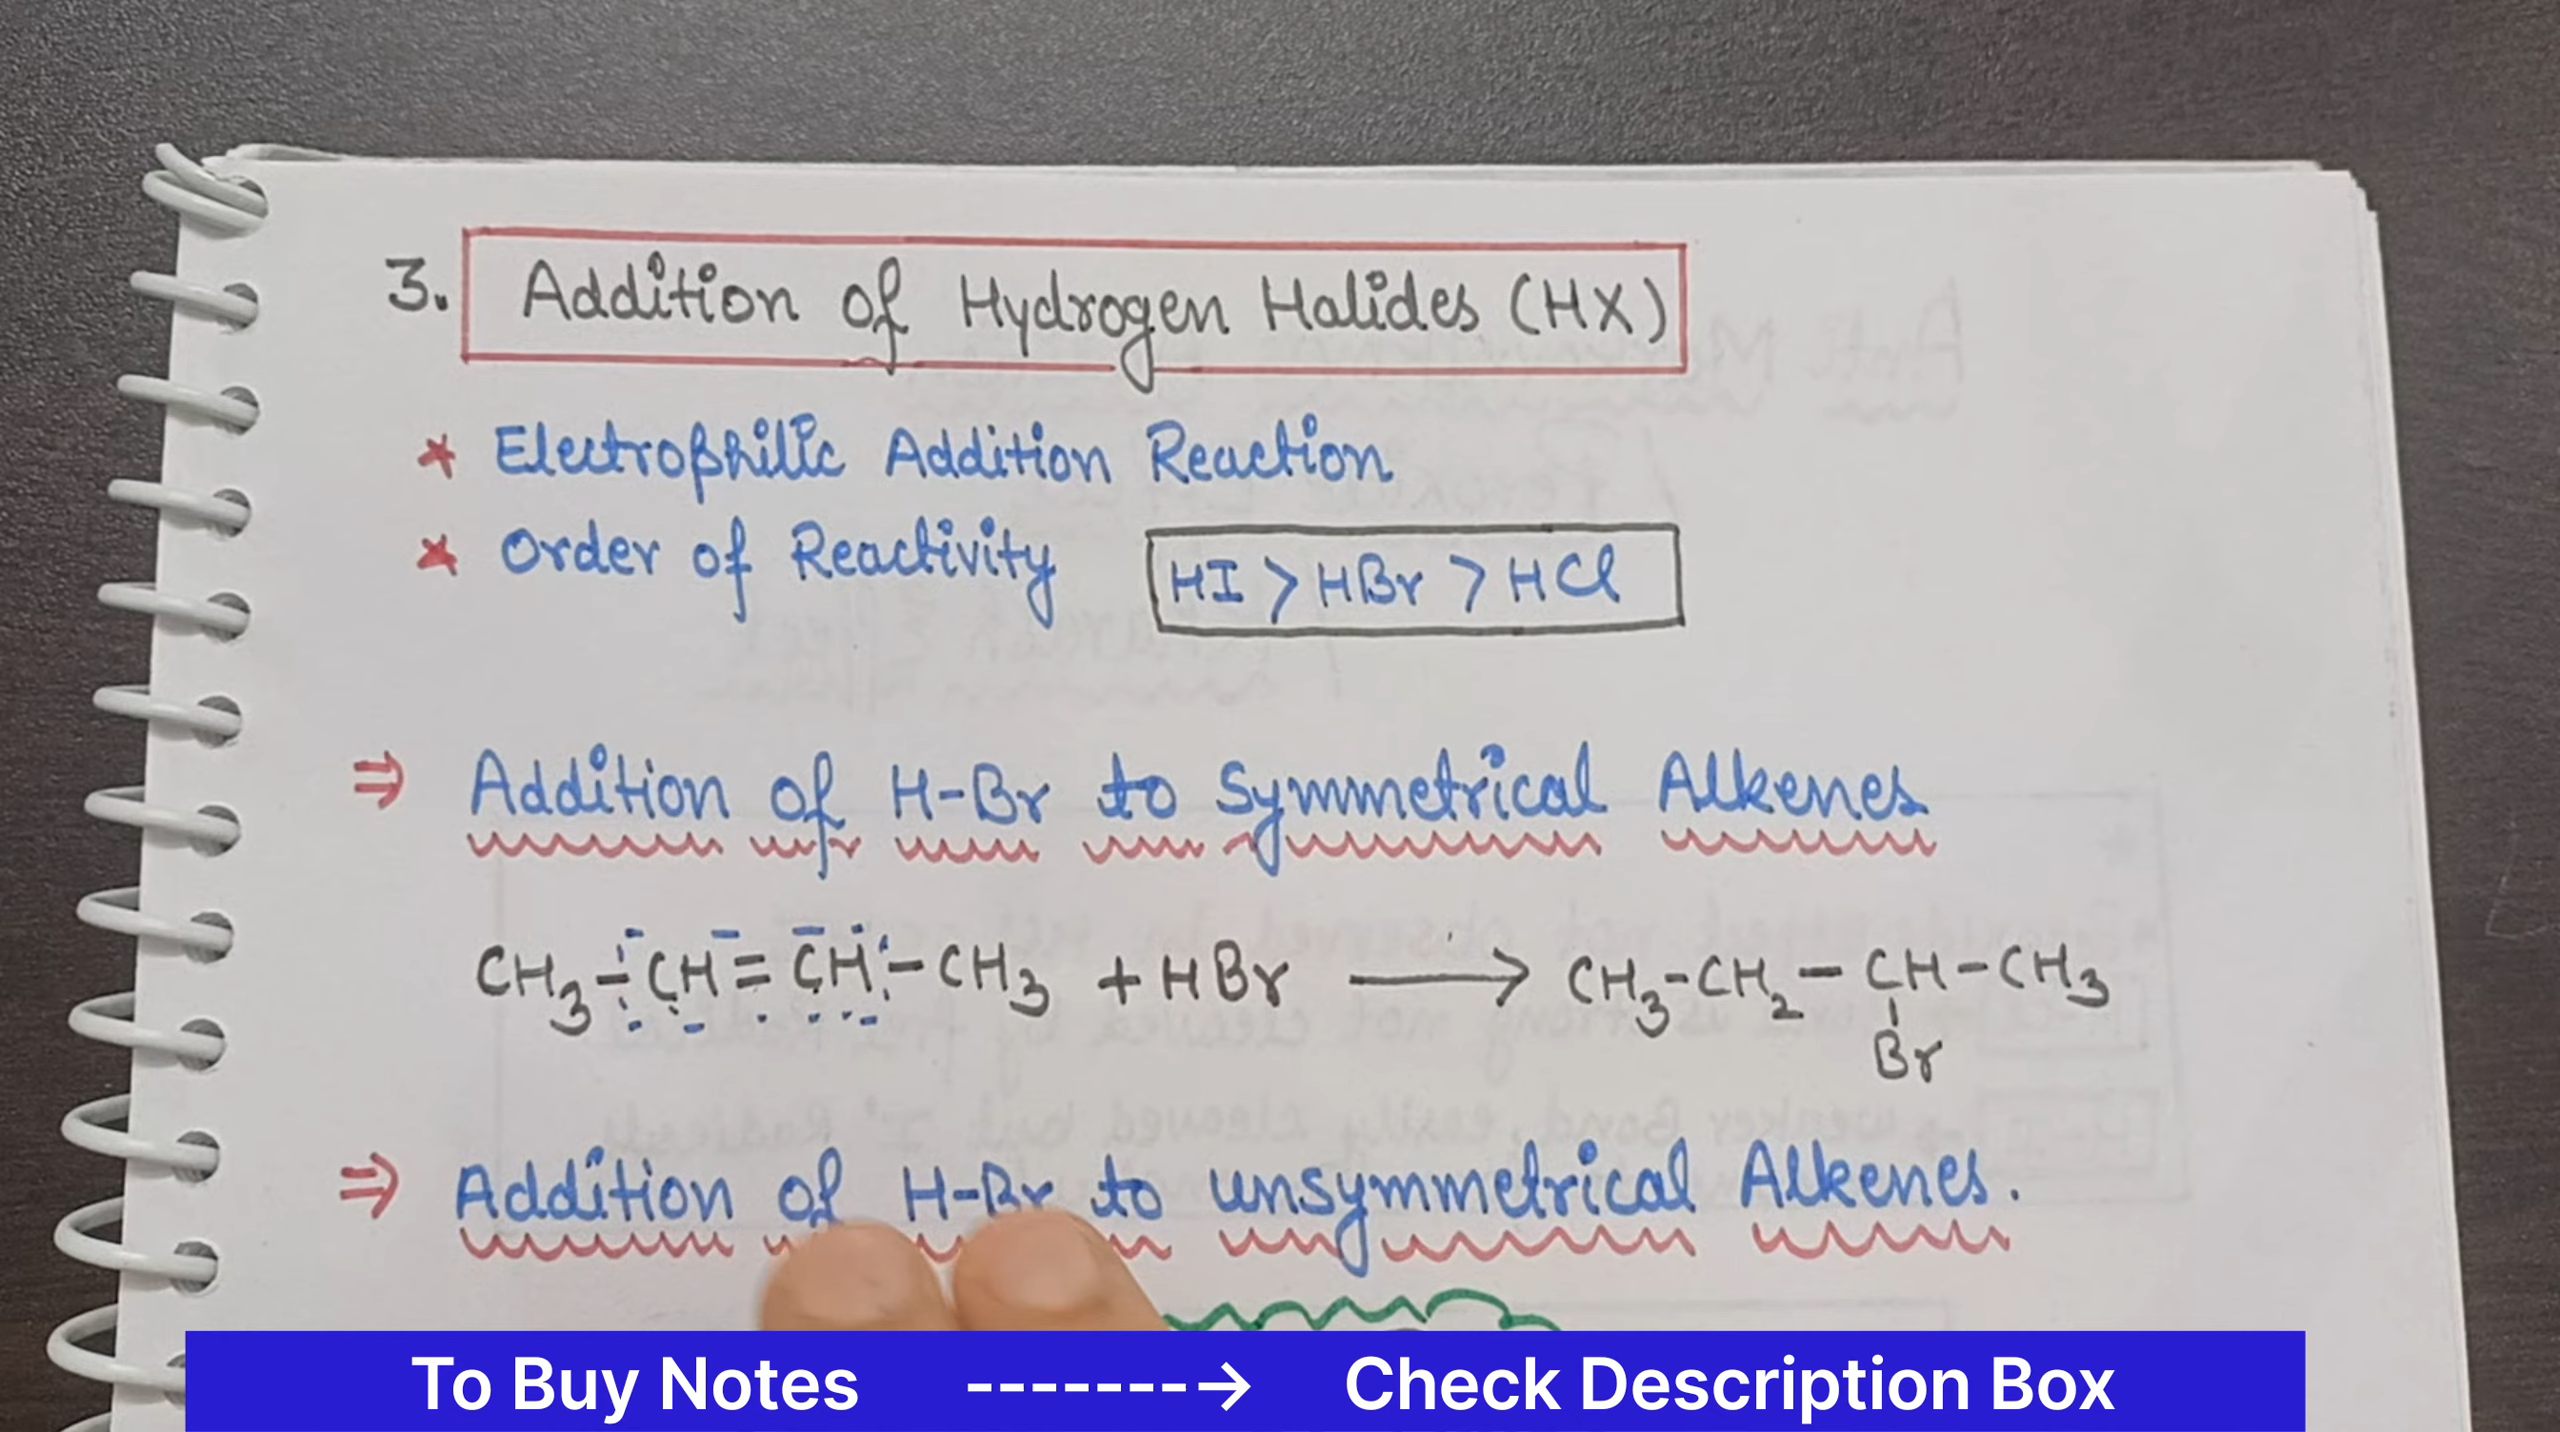 3. Addition of Hydrogen Halides (HX)
* Electrophilic Addition Reaction
* Order of Reactivity HI > HBr > HCl
⇒ Addition of H-Br to Symmetrical Alkenes
CH₃-CH=CH-CH₃ + HBr ⟶ CH₃-CH₂-CH-CH₃
Br
⇒ Addition of H-Br to unsymmetrical Alkenes.
To Buy Notes -------→ Check Description Box